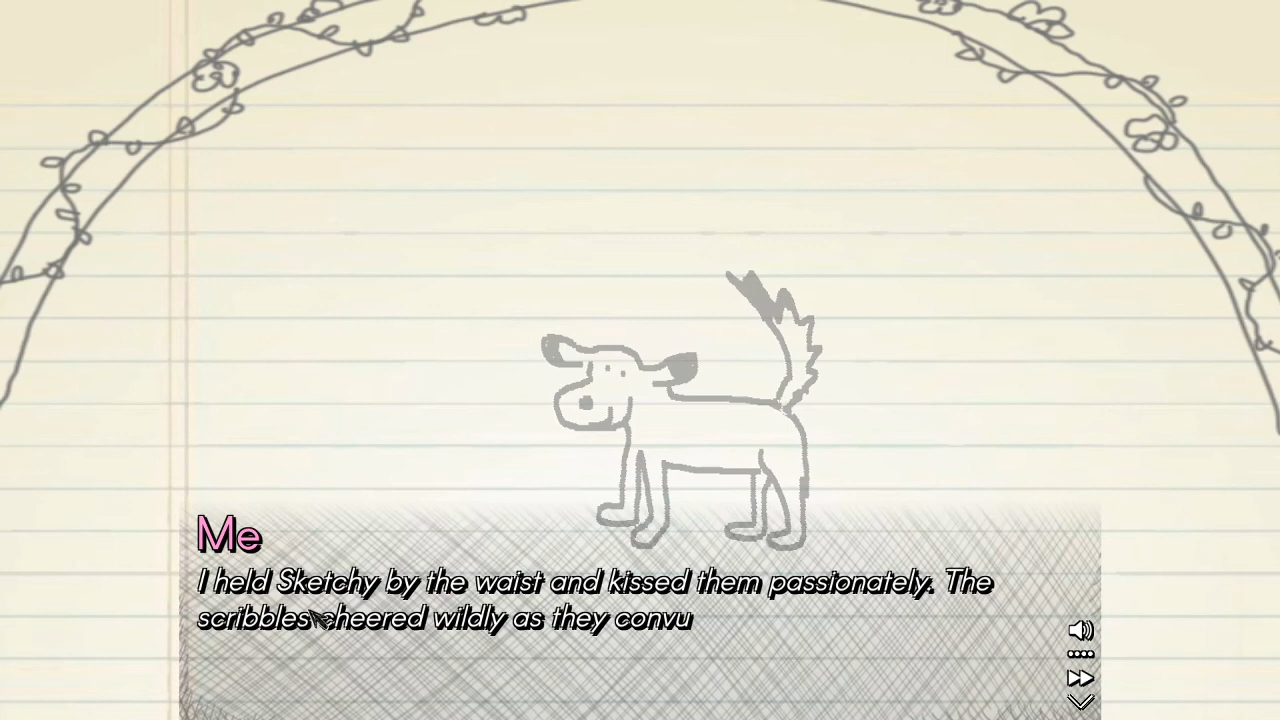 Me
I held Sketchy by the waist and kissed them passionately. The
scribbles cheered wildly as they convu